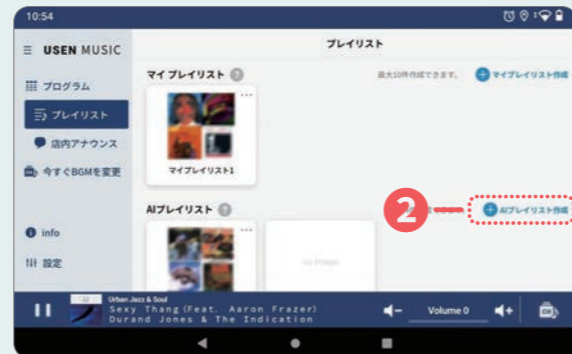 10:54
USEN MUSIC
プログラム
プレイリスト
店内アナウンス
今すぐBGMを変更
info
設定
プレイリスト
マイ プレイリスト ?
最大10件作成できます。
マイプレイリスト作成
マイプレイリスト1
AIプレイリスト ?
2
AIプレイリスト作成
Urban Jazz & Soul
Sexy Thang (Feat. Aaron Frazer)
Durand Jones & The Indication
Volume 0